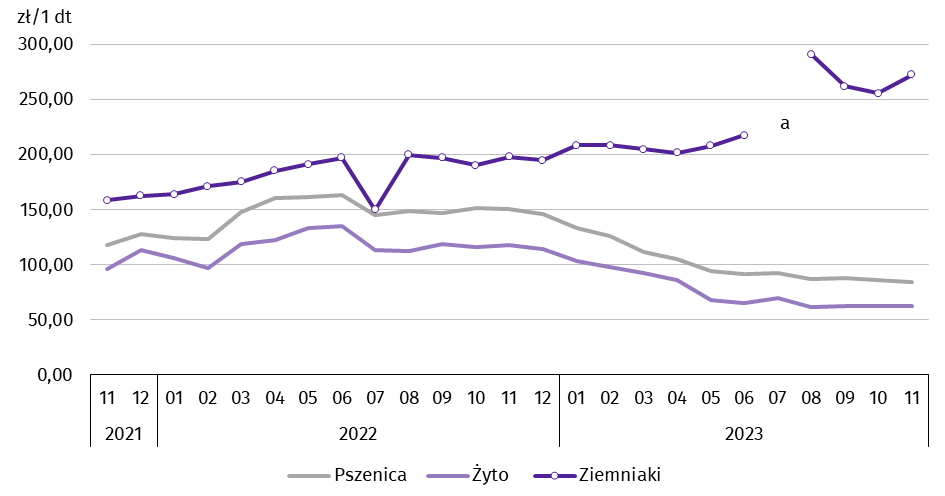 zł/1 dt
300,00
250,00
a
200,00
150,00
100,00
50,00
0,00
11 12 01 02 03 04 05 06 07 08 09 10 11 12 01 02 03 04 05 06 07 08 09 10 11
2021 2022 2023
Pszenica Żyto Ziemniaki